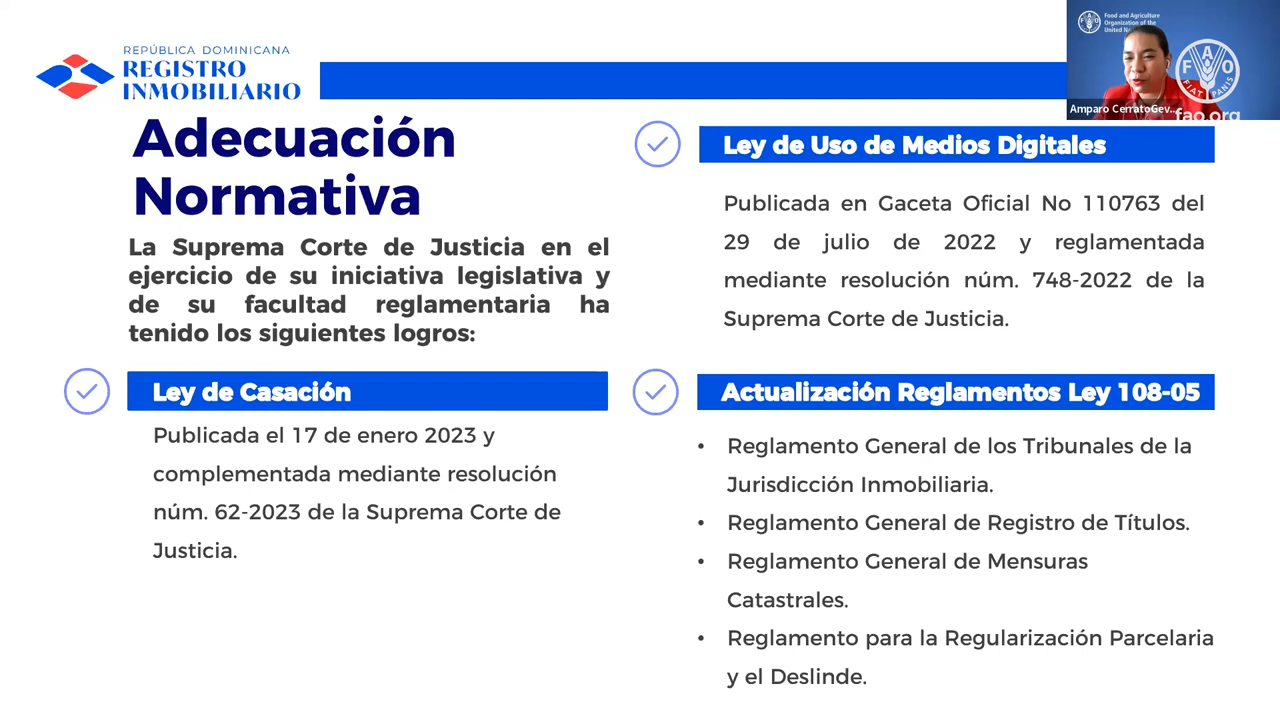 REPÚBLICA DOMINICANA
REGISTRO
INMOBILIARIO
Adecuación
Normativa
La Suprema Corte de Justicia en el
ejercicio de su iniciativa legislativa y
de su facultad reglamentaria ha
tenido los siguientes logros:
Ley de Casación
Publicada el 17 de enero 2023 y
complementada mediante resolución
núm. 62-2023 de la Suprema Corte de
Justicia.
Ley de Uso de Medios Digitales
Publicada en Gaceta Oficial No 110763 del
29 de julio de 2022 y reglamentada
mediante resolución núm. 748-2022 de la
Suprema Corte de Justicia.
Actualización Reglamentos Ley 108-05
• Reglamento General de los Tribunales de la
Jurisdicción Inmobiliaria.
• Reglamento General de Registro de Títulos.
• Reglamento General de Mensuras
Catastrales.
• Reglamento para la Regularización Parcelaria
y el Deslinde.
Food and Agriculture
Organization of the
United
FAO
FIAT PANIS
fao.org
Amparo CerratoGev...